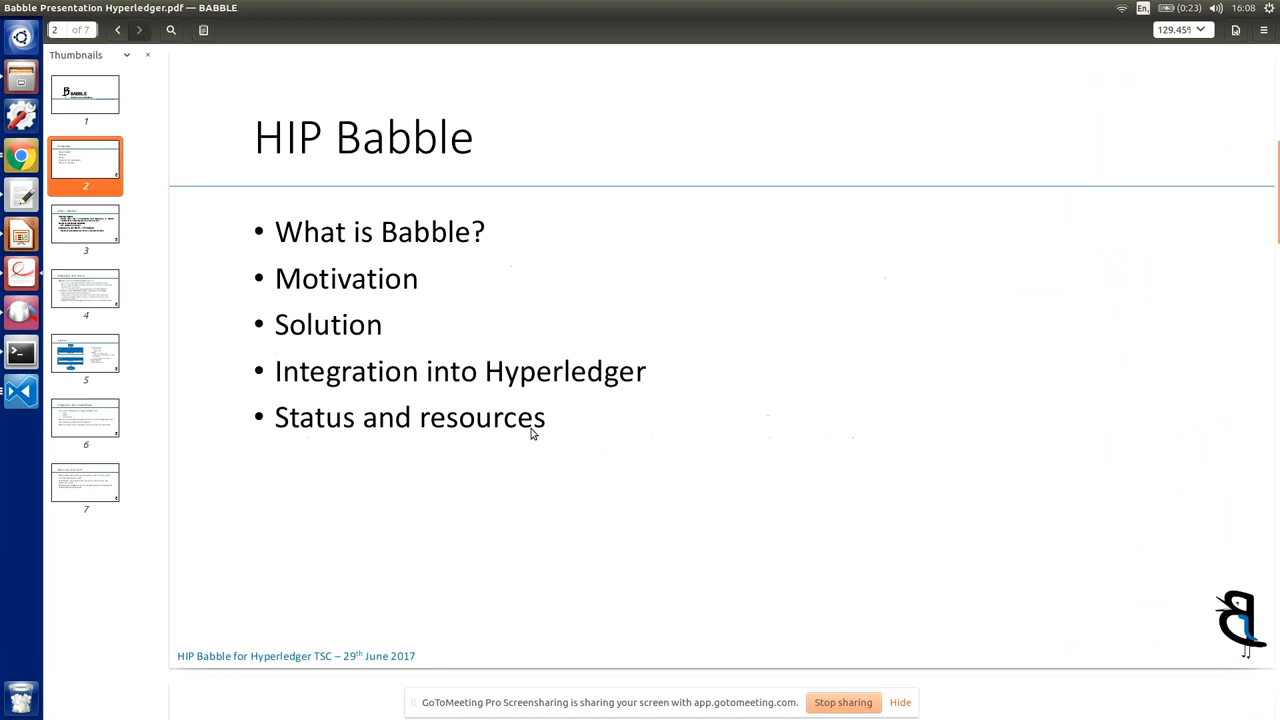 Babble Presentation Hyperledger.pdf — BABBLE
En
(0:23)
16:08
2
of 7
129.45%
Thumbnails
BABBLE
1
2
3
4
5
6
7
HIP Babble
• What is Babble?
• Motivation
• Solution
• Integration into Hyperledger
• Status and resources
HIP Babble for Hyperledger TSC – 29th June 2017
GoToMeeting Pro Screensharing is sharing your screen with app.gotomeeting.com.
Stop sharing
Hide